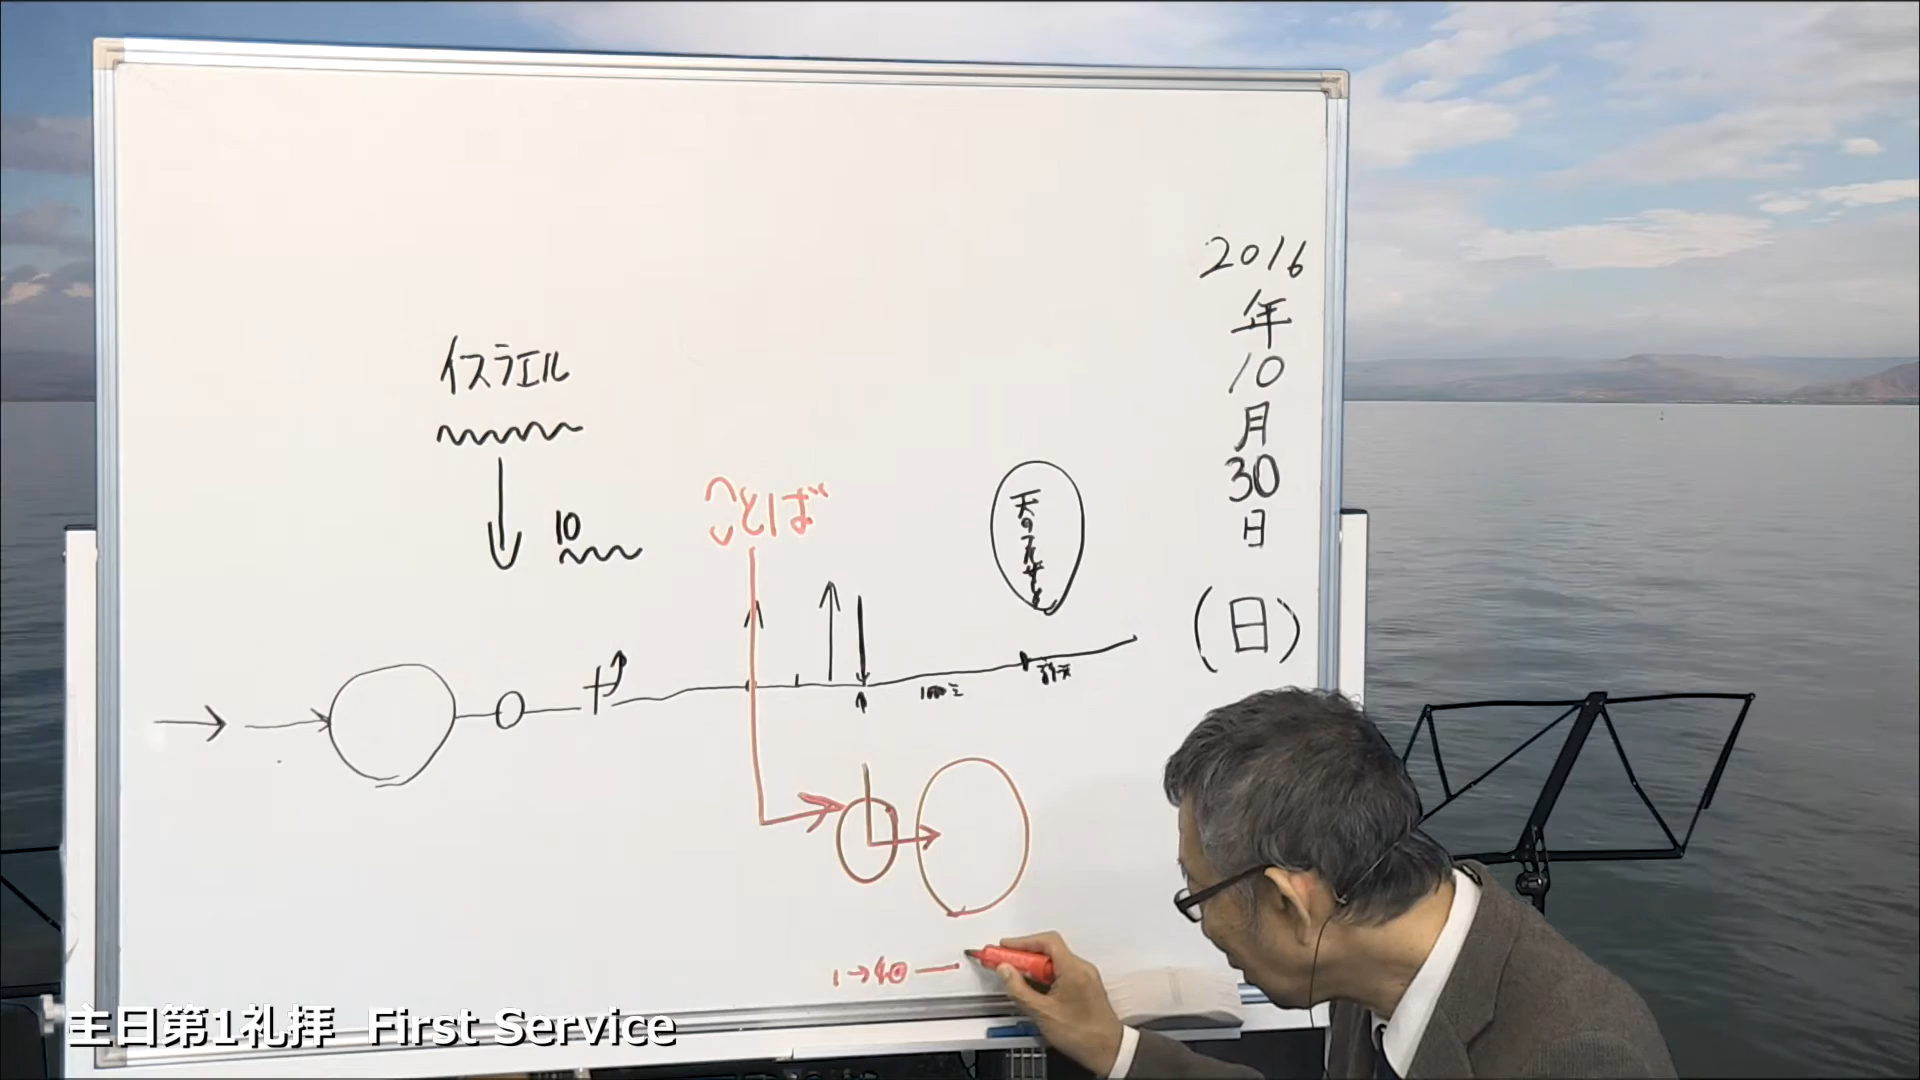 2016
年
10
月
30
日
(日)
イスラエル
10
ことば
天の
1→
主日第1礼拝 First Service